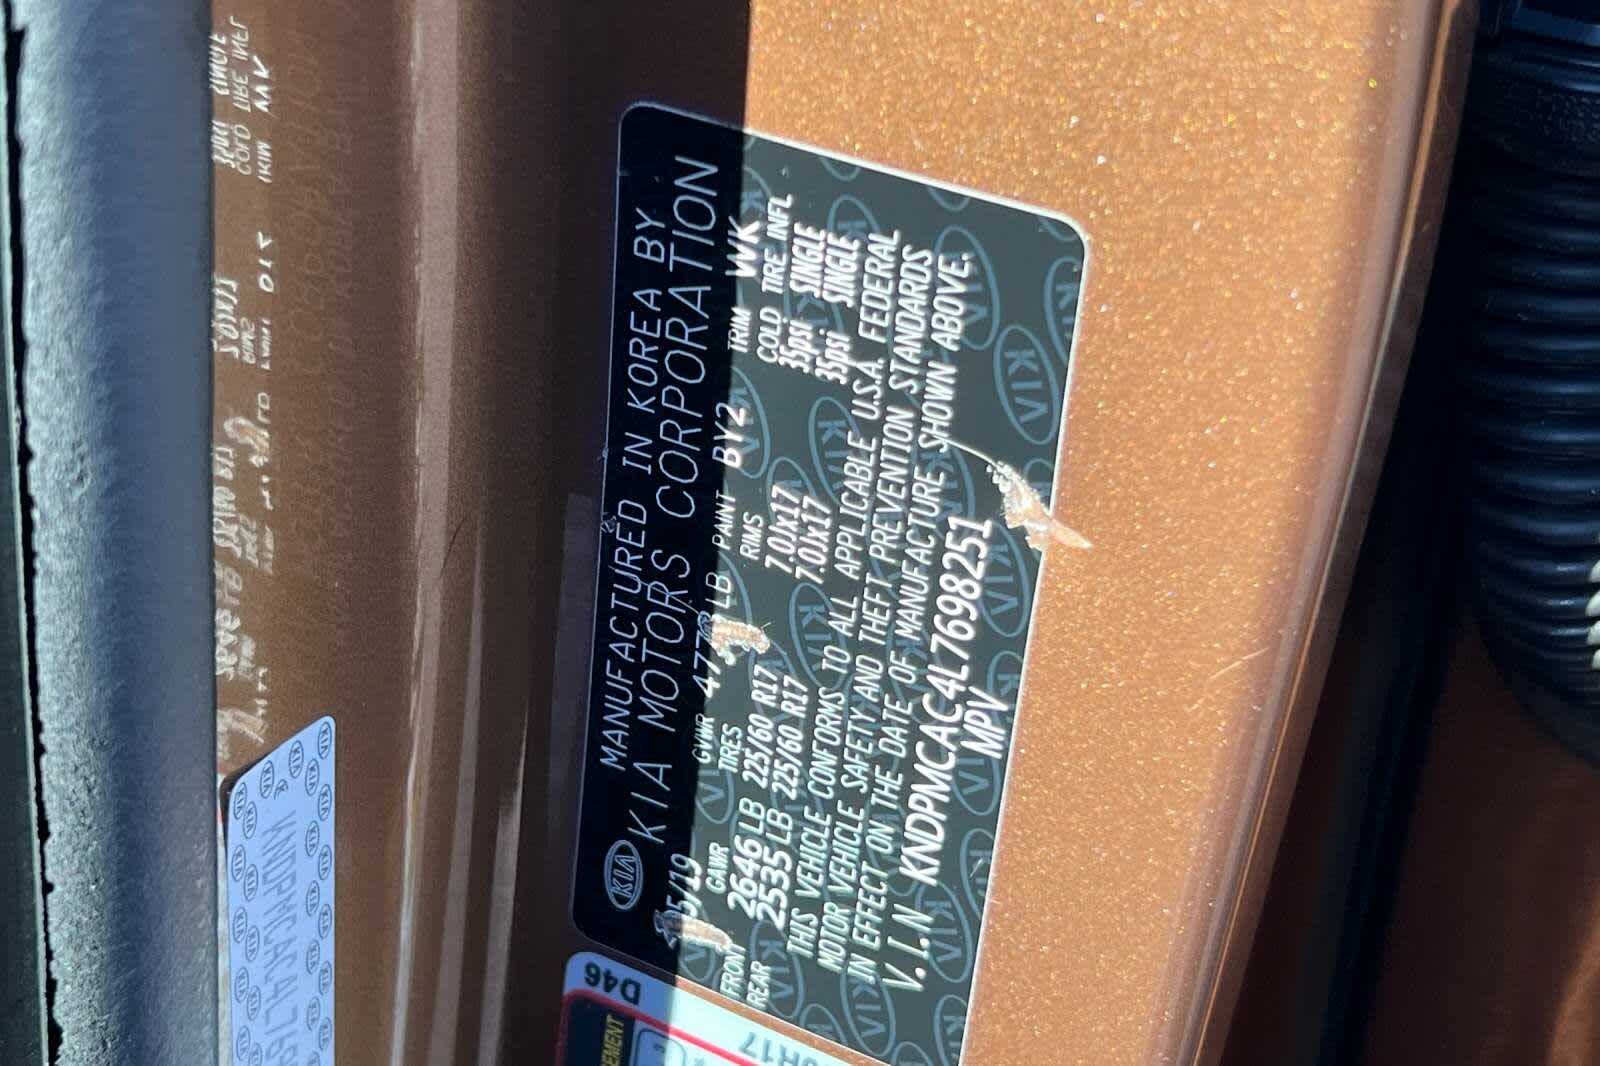 KIA
MANUFACTURED IN KOREA BY
KIA MOTORS CORPORATION
5/19 GVWR LB PAINT BY2 TRIM WK
GAWR TIRES RIMS COLD TIRE INFL
FRONT 2646LB 225/60 R17 7.0Jx17 35psi SINGLE
REAR 2535LB 225/60 R17 7.0Jx17 35psi SINGLE
THIS VEHICLE CONFORMS TO ALL APPLICABLE U.S.A. FEDERAL
MOTOR VEHICLE SAFETY AND THEFT PREVENTION STANDARDS
IN EFFECT ON THE DATE OF MANUFACTURE SHOWN ABOVE.
V.I.N KNDPMCAC4L7698251
MPV
D46